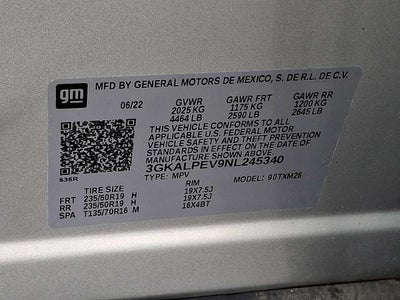 gm
MFD BY GENERAL MOTORS DE MEXICO, S. DE R.L. DE C.V.
06/22 GVWR GAWR FRT GAWR RR
2025 KG 1175 KG 1200 KG
4464 LB 2590 LB 2645 LB
THIS VEHICLE CONFORMS TO ALL
APPLICABLE U.S. FEDERAL MOTOR
VEHICLE SAFETY AND THEFT PREVENTION
STANDARDS IN EFFECT ON THE DATE OF
MANUFACTURE SHOWN ABOVE.
3GKALPEV9NL245340
636R
TYPE: MPV MODEL: 90TXM26
TIRE SIZE RIM
FRT 235/50R19 H 19X7.5J
RR 235/50R19 H 19X7.5J
SPA T135/70R16 M 16X4BT